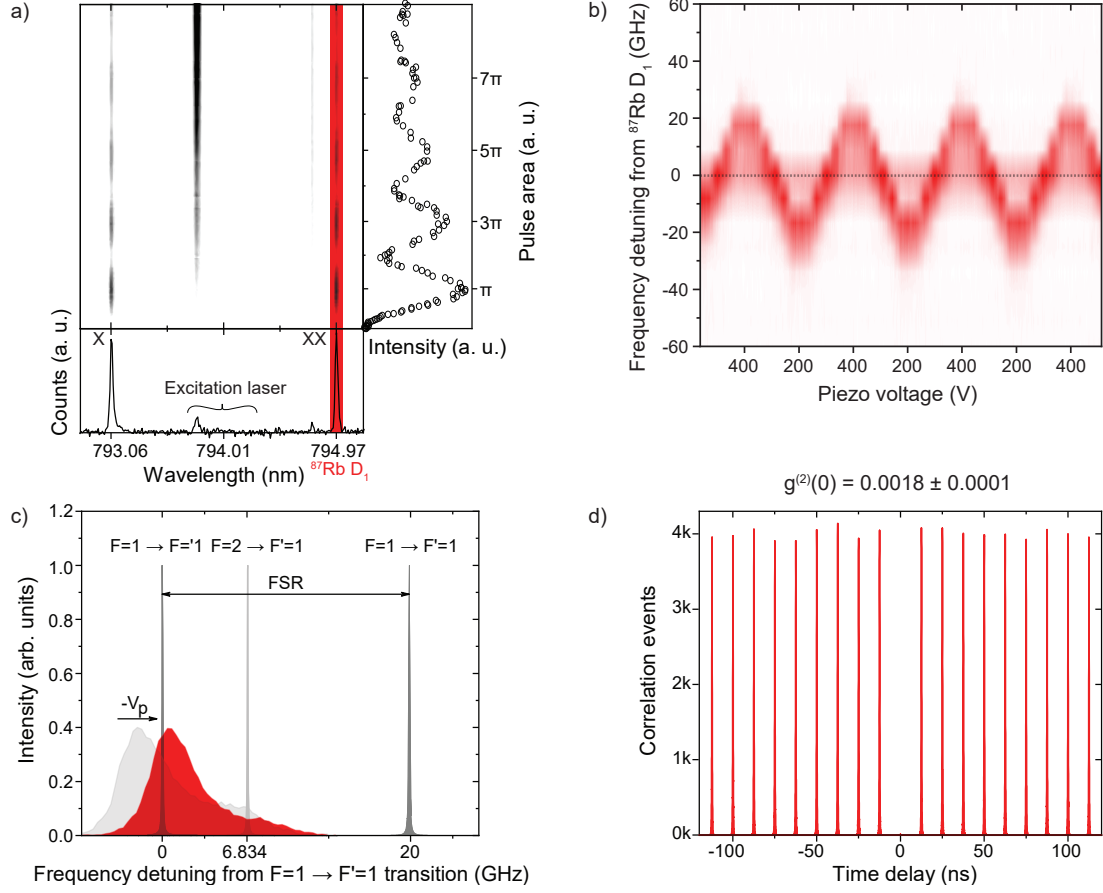 a)
7π
5π
3π
π
Pulse area (a. u.)
X
XX
Intensity (a. u.)
Counts (a. u.)
Excitation laser
793.06
794.01
794.97
Wavelength (nm)
⁸⁷Rb D₁
b)
60
40
20
0
-20
-40
-60
Frequency detuning from ⁸⁷Rb D₁ (GHz)
400
200
400
200
400
200
400
Piezo voltage (V)
c)
1.2
1.0
0.8
0.6
0.4
0.2
0.0
Intensity (arb. units)
F=1 → F='1
F=2 → F'=1
F=1 → F'=1
FSR
-Vp
0
6.834
20
Frequency detuning from F=1 → F'=1 transition (GHz)
g⁽²⁾(0) = 0.0018 ± 0.0001
d)
4k
3k
2k
1k
0k
Correlation events
-100
-50
0
50
100
Time delay (ns)